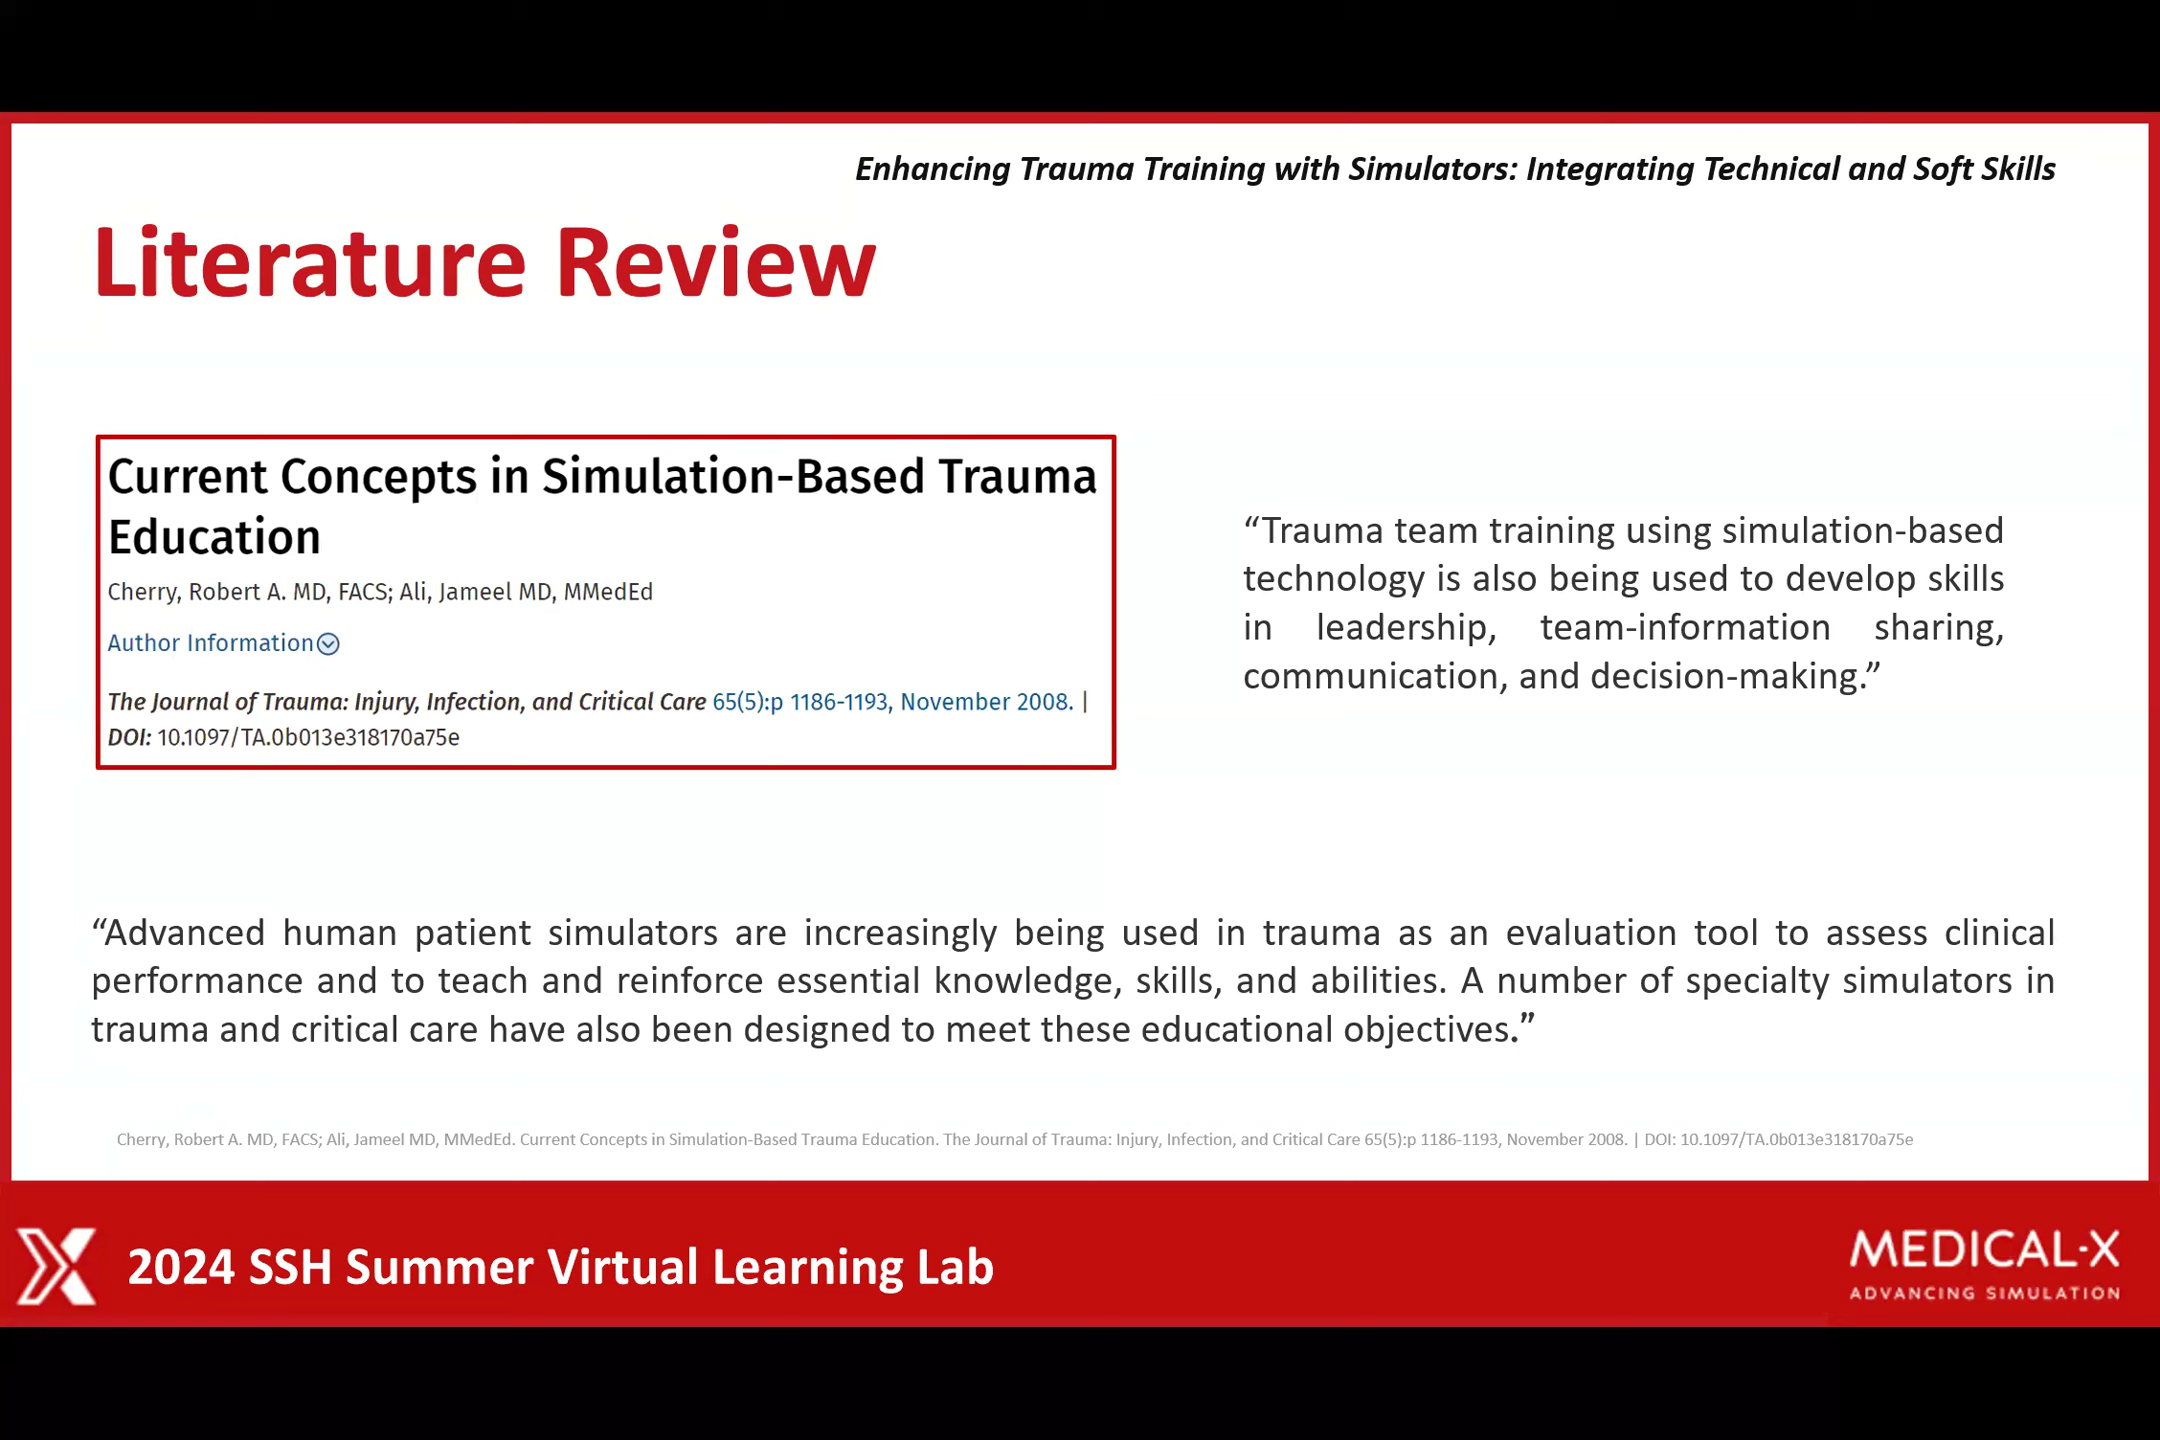 Enhancing Trauma Training with Simulators: Integrating Technical and Soft Skills
Literature Review
Current Concepts in Simulation-Based Trauma
Education
Cherry, Robert A. MD, FACS; Ali, Jameel MD, MMedEd
Author Information
The Journal of Trauma: Injury, Infection, and Critical Care 65(5):p 1186-1193, November 2008. |
DOI: 10.1097/TA.0b013e318170a75e
“Trauma team training using simulation-based
technology is also being used to develop skills
in leadership, team-information sharing,
communication, and decision-making.”
“Advanced human patient simulators are increasingly being used in trauma as an evaluation tool to assess clinical
performance and to teach and reinforce essential knowledge, skills, and abilities. A number of specialty simulators in
trauma and critical care have also been designed to meet these educational objectives.”
Cherry, Robert A. MD, FACS; Ali, Jameel MD, MMedEd. Current Concepts in Simulation-Based Trauma Education. The Journal of Trauma: Injury, Infection, and Critical Care 65(5):p 1186-1193, November 2008. | DOI: 10.1097/TA.0b013e318170a75e
2024 SSH Summer Virtual Learning Lab
MEDICAL-X
ADVANCING SIMULATION